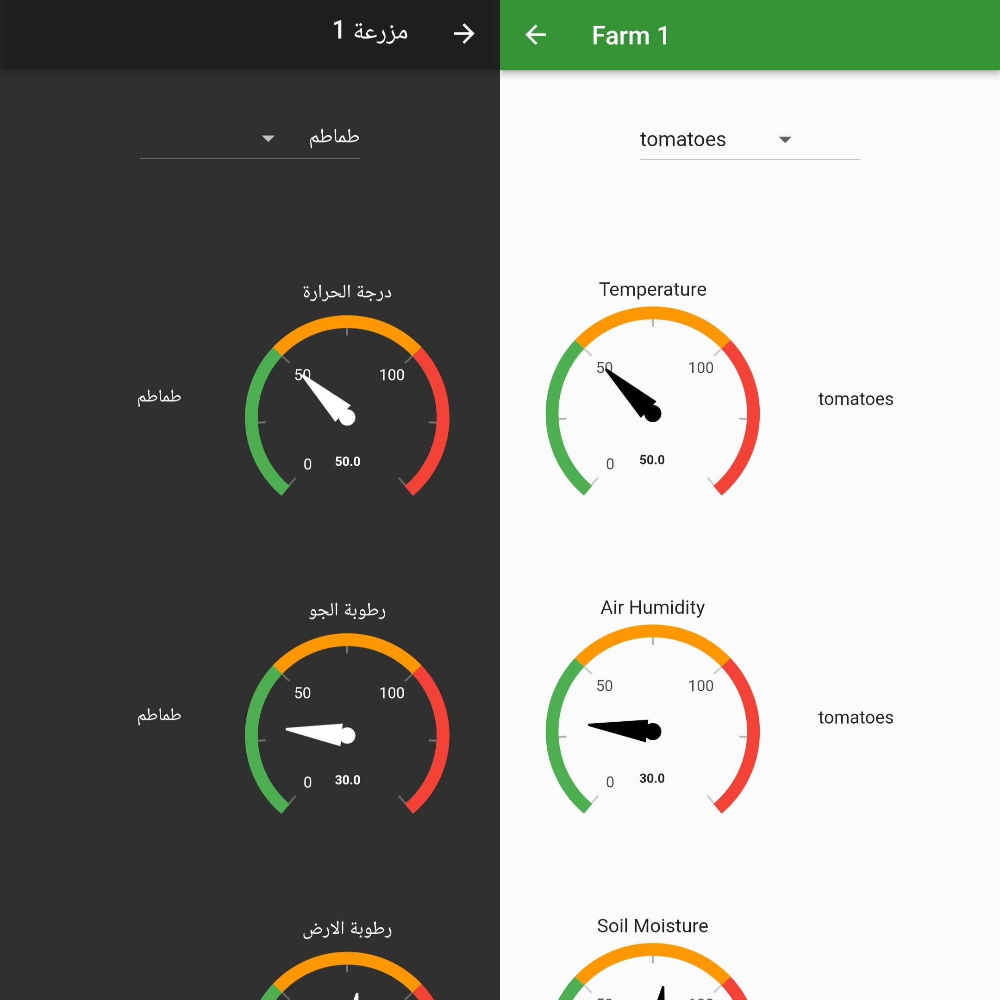 مزرعة 1
طماطم
درجة الحرارة
50
100
طماطم
0
50.0
رطوبة الجو
50
100
طماطم
0
30.0
رطوبة الارض
Farm 1
tomatoes
Temperature
50
100
tomatoes
0
50.0
Air Humidity
50
100
tomatoes
0
30.0
Soil Moisture